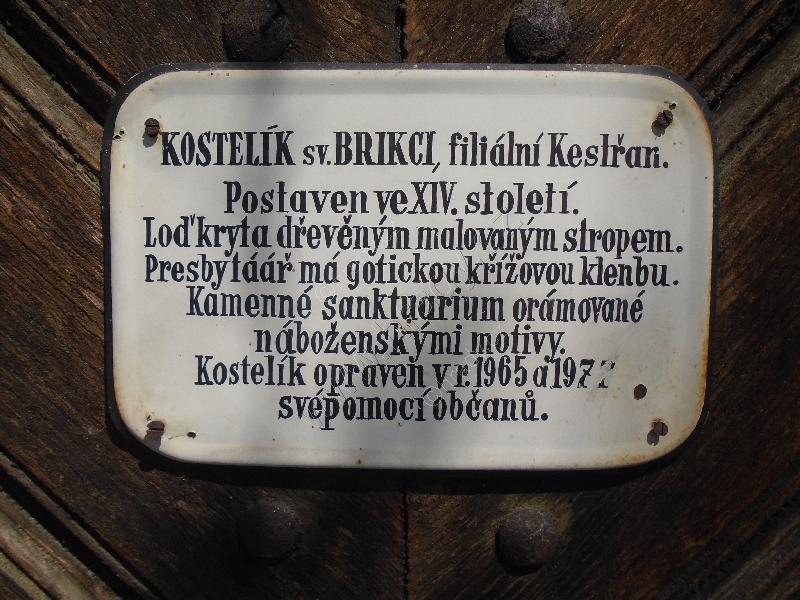 KOSTELÍK sv. BRIKCI, filiální Kestřan.
Postaven ve XIV. století.
Loď kryta dřevěným malovaným stropem.
Presbytáář má gotickou křížovou klenbu.
Kamenné sanktuarium orámované
náboženskými motivy.
Kostelík opraven v r. 1965 a 1977
svépomocí občanů.